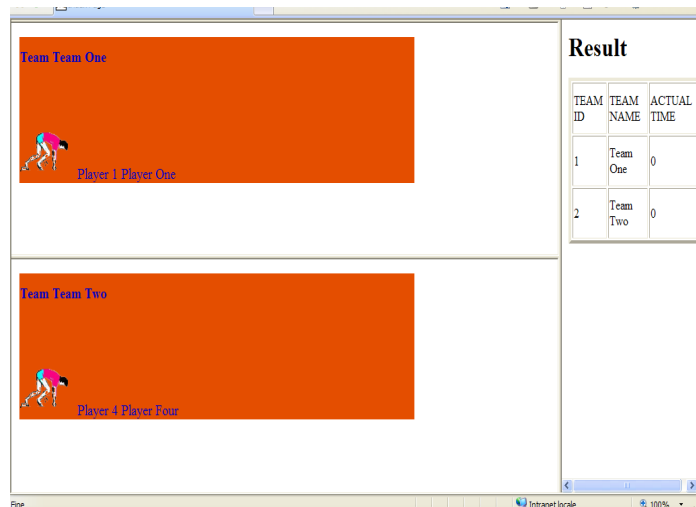 Team Team One
Player 1 Player One
Team Team Two
Player 4 Player Four
Result
TEAM ID TEAM NAME ACTUAL TIME
1 Team One 0
2 Team Two 0
Fine
Intranet locale
100%